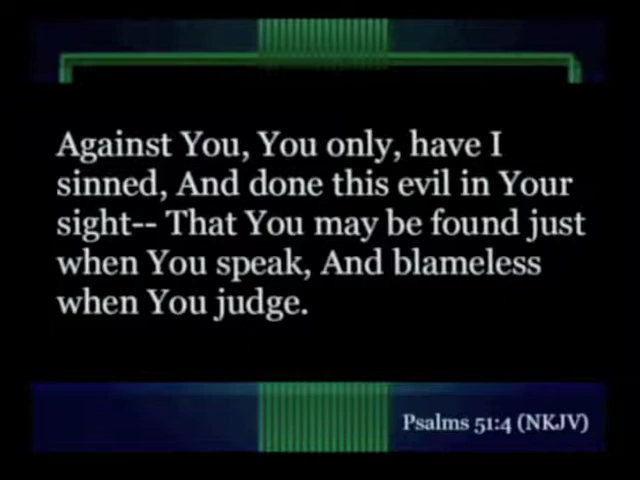 Against You, You only, have I
sinned, And done this evil in Your
sight-- That You may be found just
when You speak, And blameless
when You judge.
Psalms 51:4 (NKJV)